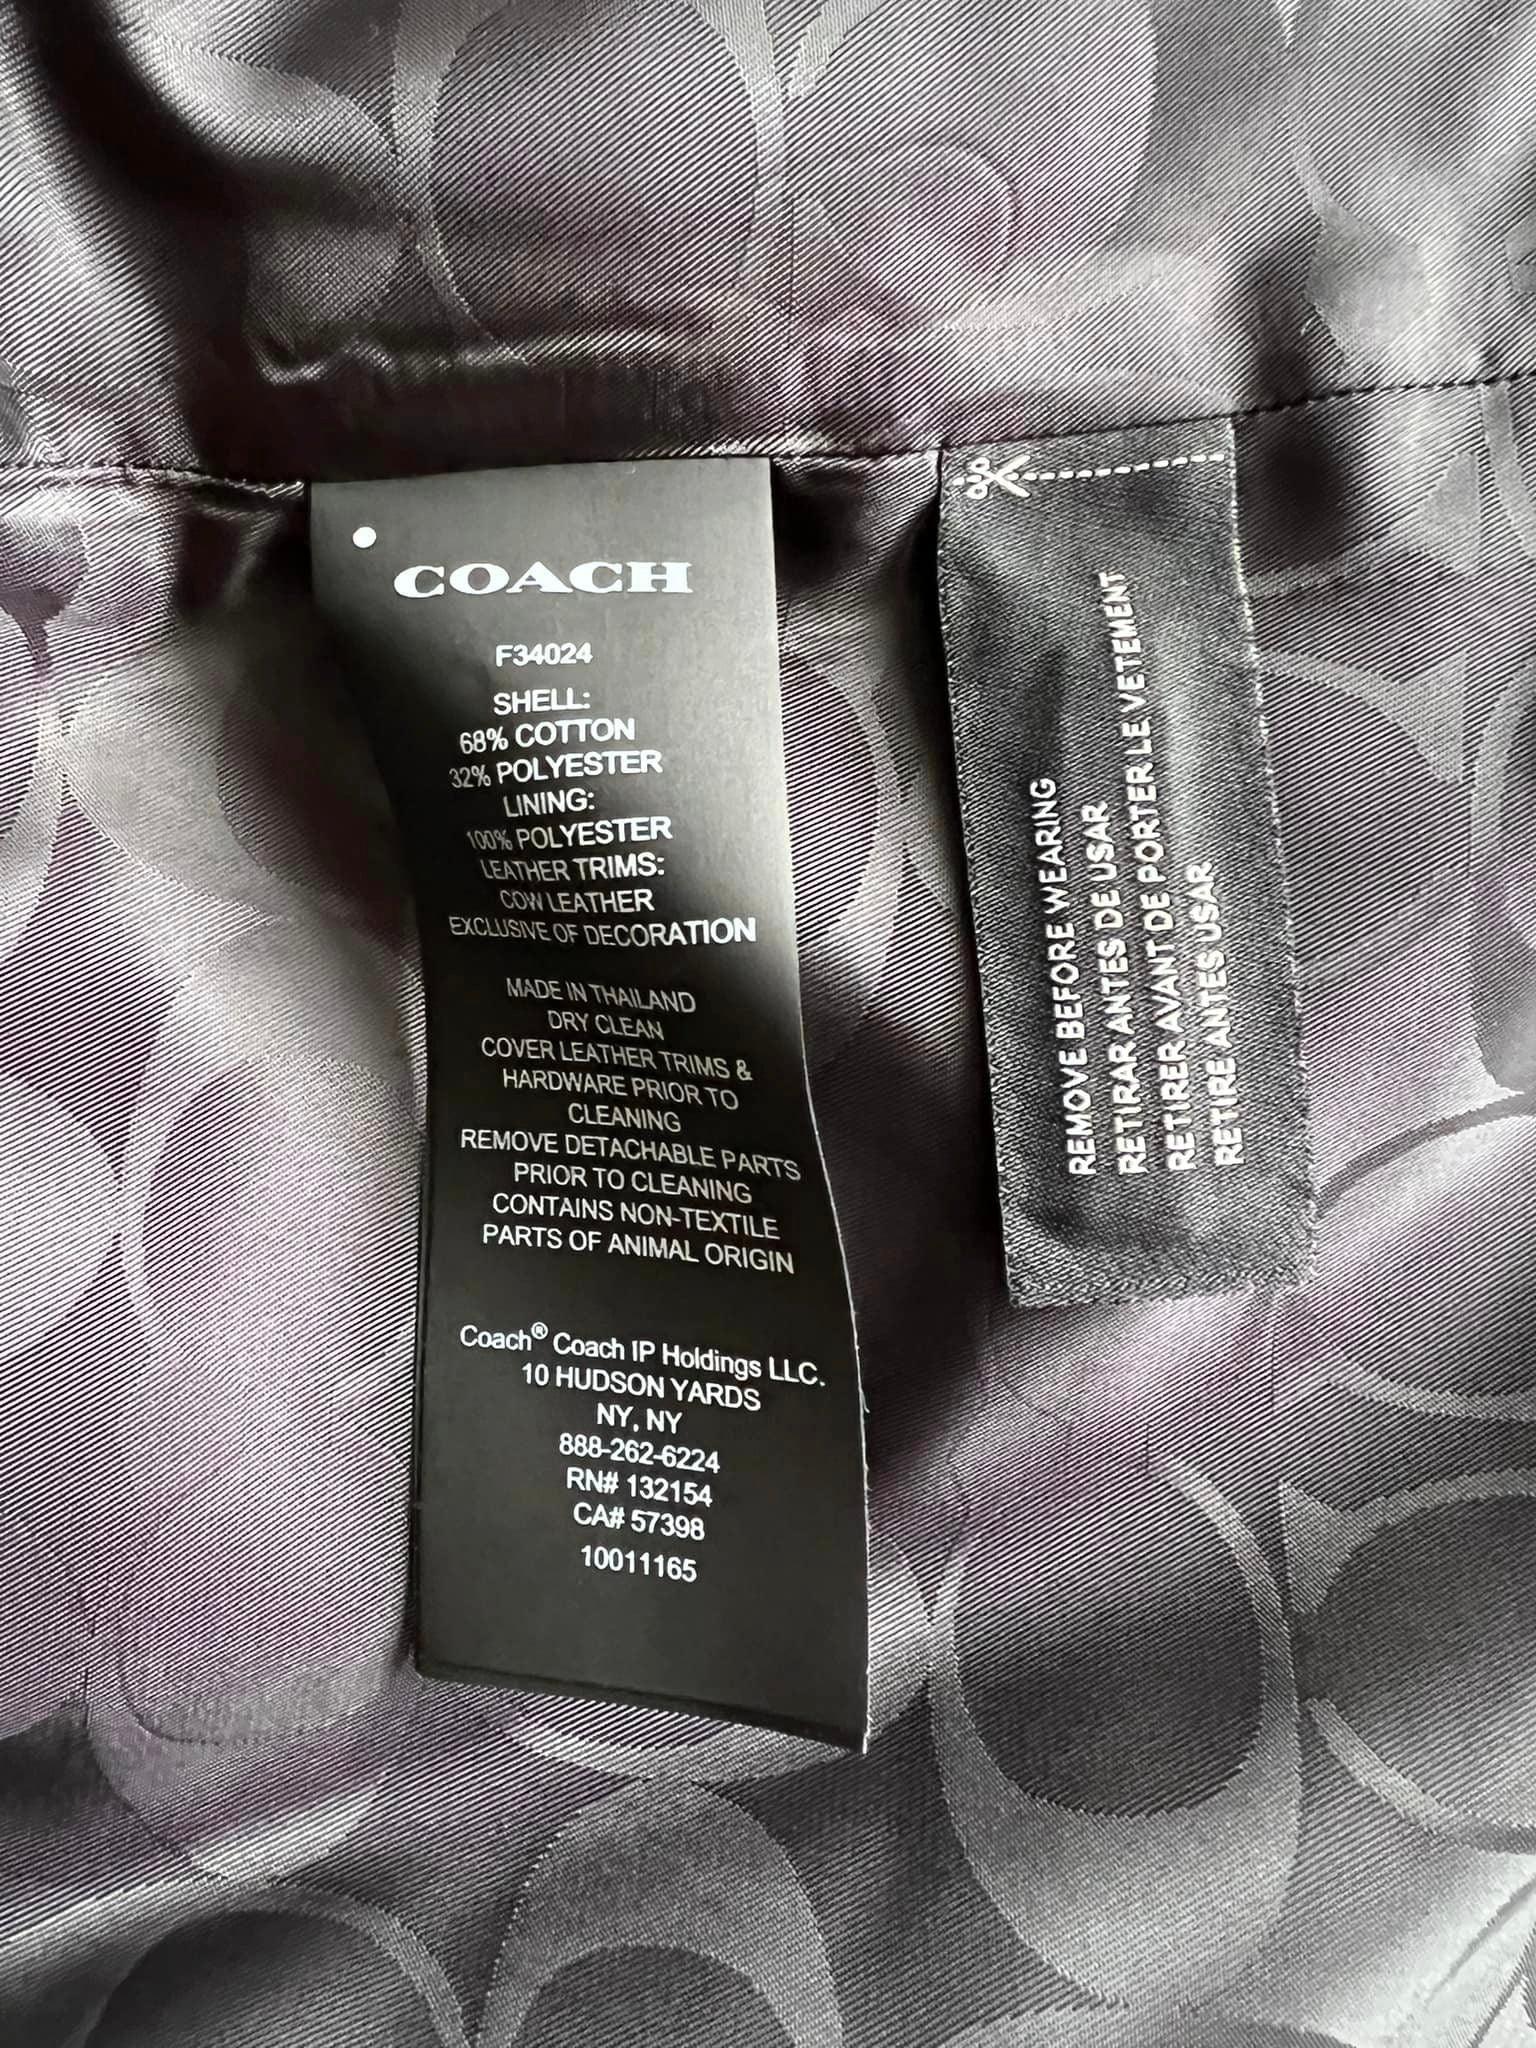 COACH
F34024
SHELL:
68% COTTON
32% POLYESTER
LINING:
100% POLYESTER
LEATHER TRIMS:
COW LEATHER
EXCLUSIVE OF DECORATION
MADE IN THAILAND
DRY CLEAN
COVER LEATHER TRIMS &
HARDWARE PRIOR TO
CLEANING
REMOVE DETACHABLE PARTS
PRIOR TO CLEANING
CONTAINS NON-TEXTILE
PARTS OF ANIMAL ORIGIN
Coach® Coach IP Holdings LLC.
10 HUDSON YARDS
NY, NY
888-262-6224
RN# 132154
CA# 57398
10011165
REMOVE BEFORE WEARING
RETIRAR ANTES DE USAR
RETIRER AVANT DE PORTER LE VETEMENT
RETIRE ANTES USAR